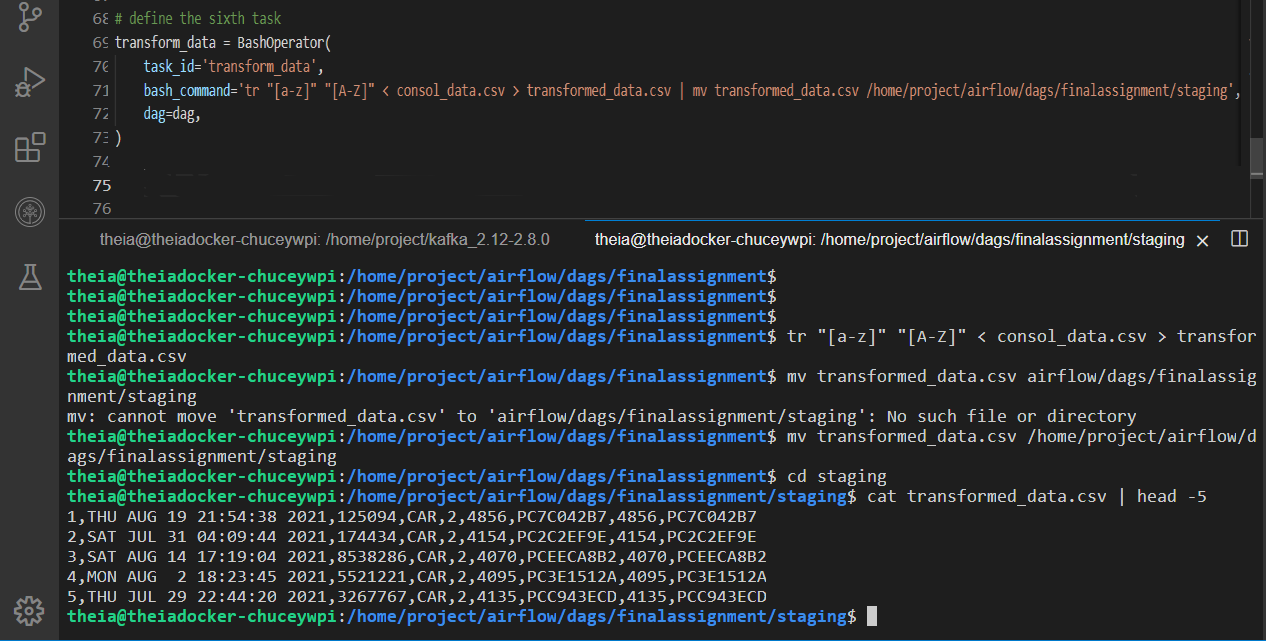 68 # define the sixth task
69 transform_data = BashOperator(
70     task_id='transform_data',
71     bash_command='tr "[a-z]" "[A-Z]" < consol_data.csv > transformed_data.csv | mv transformed_data.csv /home/project/airflow/dags/finalassignment/staging',
72     dag=dag,
73 )
74
75
76
theia@theiadocker-chuceywpi: /home/project/kafka_2.12-2.8.0 theia@theiadocker-chuceywpi: /home/project/airflow/dags/finalassignment/staging
theia@theiadocker-chuceywpi:/home/project/airflow/dags/finalassignment$
theia@theiadocker-chuceywpi:/home/project/airflow/dags/finalassignment$
theia@theiadocker-chuceywpi:/home/project/airflow/dags/finalassignment$
theia@theiadocker-chuceywpi:/home/project/airflow/dags/finalassignment$ tr "[a-z]" "[A-Z]" < consol_data.csv > transfor
med_data.csv
theia@theiadocker-chuceywpi:/home/project/airflow/dags/finalassignment$ mv transformed_data.csv airflow/dags/finalassig
nment/staging
mv: cannot move 'transformed_data.csv' to 'airflow/dags/finalassignment/staging': No such file or directory
theia@theiadocker-chuceywpi:/home/project/airflow/dags/finalassignment$ mv transformed_data.csv /home/project/airflow/d
ags/finalassignment/staging
theia@theiadocker-chuceywpi:/home/project/airflow/dags/finalassignment$ cd staging
theia@theiadocker-chuceywpi:/home/project/airflow/dags/finalassignment/staging$ cat transformed_data.csv | head -5
1,THU AUG 19 21:54:38 2021,125094,CAR,2,4856,PC7C042B7,4856,PC7C042B7
2,SAT JUL 31 04:09:44 2021,174434,CAR,2,4154,PC2C2EF9E,4154,PC2C2EF9E
3,SAT AUG 14 17:19:04 2021,8538286,CAR,2,4070,PCEECA8B2,4070,PCEECA8B2
4,MON AUG  2 18:23:45 2021,5521221,CAR,2,4095,PC3E1512A,4095,PC3E1512A
5,THU JUL 29 22:44:20 2021,3267767,CAR,2,4135,PCC943ECD,4135,PCC943ECD
theia@theiadocker-chuceywpi:/home/project/airflow/dags/finalassignment/staging$